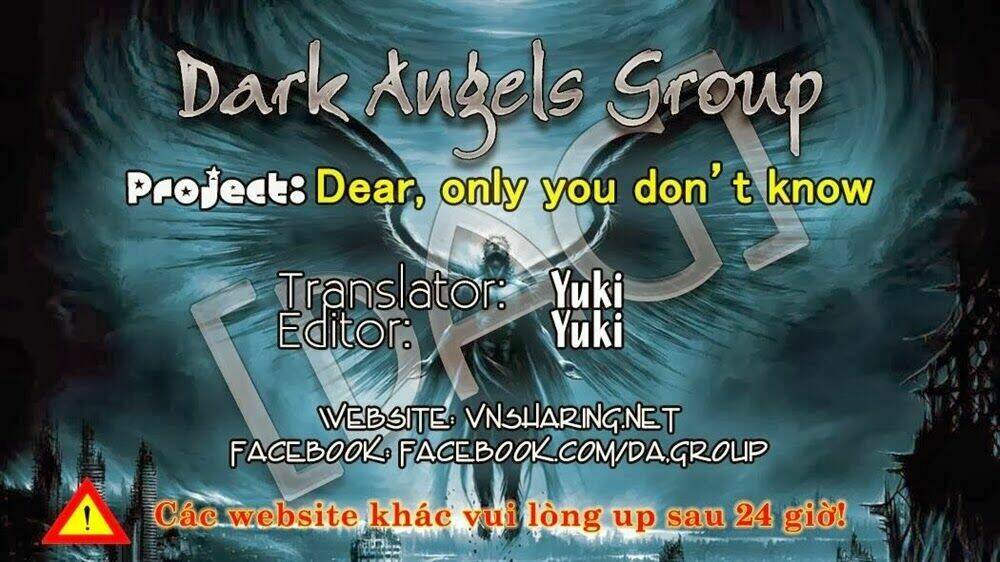 Dark Angels Group
Project: Dear, only you don't know
Translator: Yuki
Editor: Yuki
WEBSITE: VNSHARING.NET
FACEBOOK: FACEBOOK.COM/DA.GROUP
Các website khác vui lòng up sau 24 giờ!
[DAG]